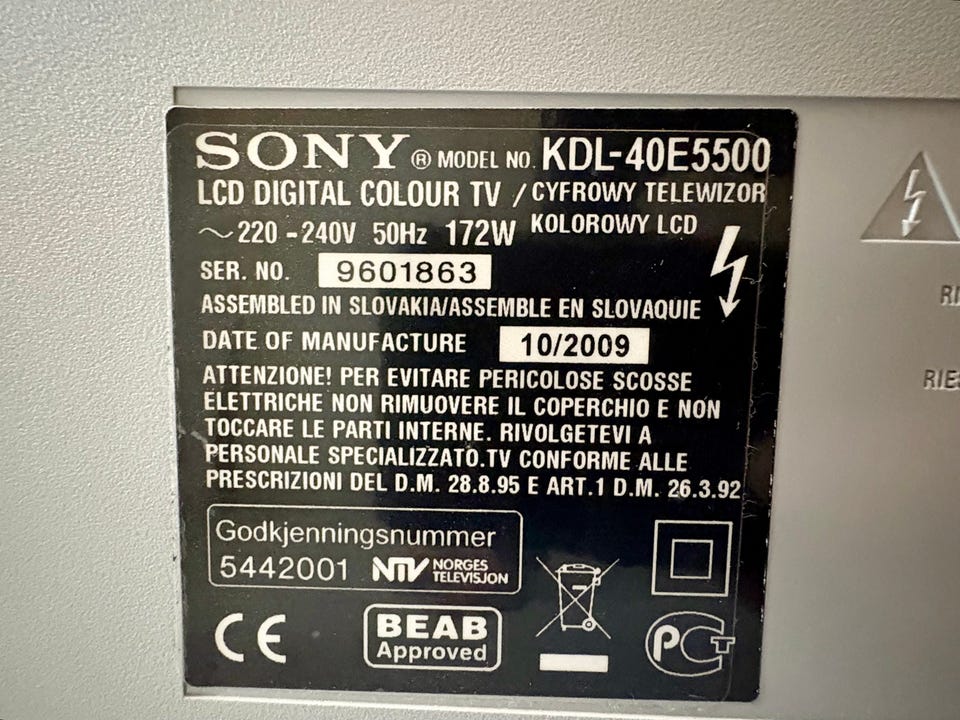 SONY® MODEL NO. KDL-40E5500
LCD DIGITAL COLOUR TV / CYFROWY TELEWIZOR
~220 -240V 50Hz 172W KOLOROWY LCD
SER. NO. 9601863
ASSEMBLED IN SLOVAKIA/ASSEMBLE EN SLOVAQUIE
DATE OF MANUFACTURE 10/2009
ATTENZIONE! PER EVITARE PERICOLOSE SCOSSE
ELETTRICHE NON RIMUOVERE IL COPERCHIO E NON
TOCCARE LE PARTI INTERNE. RIVOLGETEVI A
PERSONALE SPECIALIZZATO.TV CONFORME ALLE
PRESCRIZIONI DEL D.M. 28.8.95 E ART.1 D.M. 26.3.92
Godkjenningsnummer
5442001 NTV NORGES
TELEVISJON
CE
BEAB
Approved
PCT
RIES